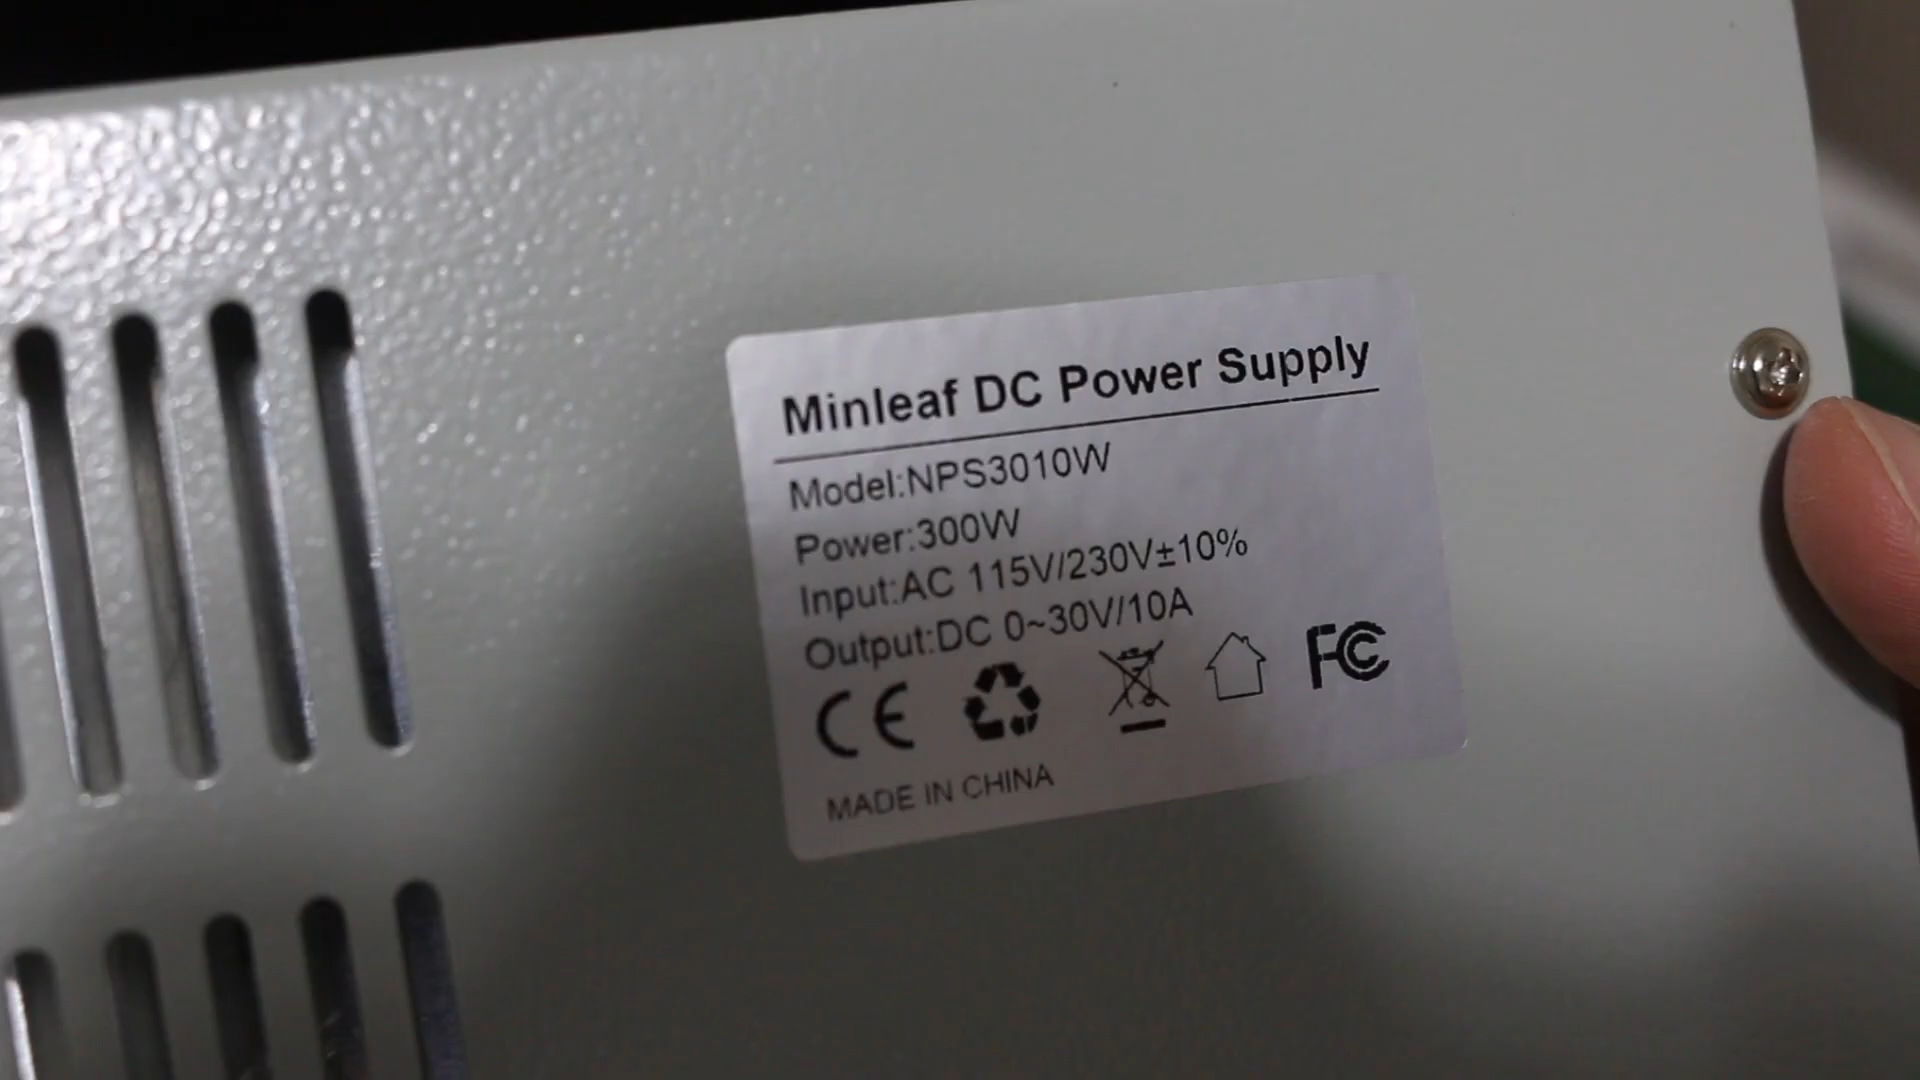 Minleaf DC Power Supply
Model:NPS3010W
Power:300W
Input:AC 115V/230V±10%
Output:DC 0~30V/10A
CE FC
MADE IN CHINA